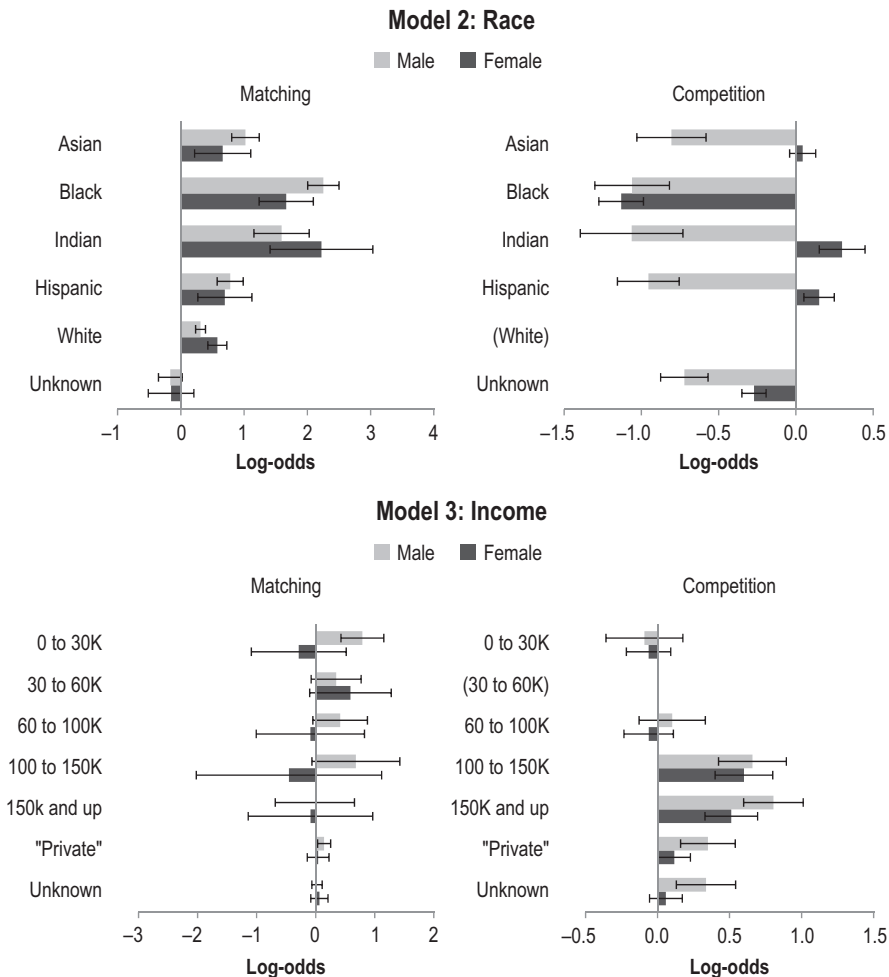 Model 2: Race
Male Female
Matching
Asian
Black
Indian
Hispanic
White
Unknown
–1 0 1 2 3 4
Log-odds
Competition
Asian
Black
Indian
Hispanic
(White)
Unknown
–1.5 –1.0 –0.5 0.0 0.5
Log-odds
Model 3: Income
Male Female
Matching
0 to 30K
30 to 60K
60 to 100K
100 to 150K
150k and up
"Private"
Unknown
–3 –2 –1 0 1 2
Log-odds
Competition
0 to 30K
(30 to 60K)
60 to 100K
100 to 150K
150K and up
"Private"
Unknown
–0.5 0.0 0.5 1.0 1.5
Log-odds